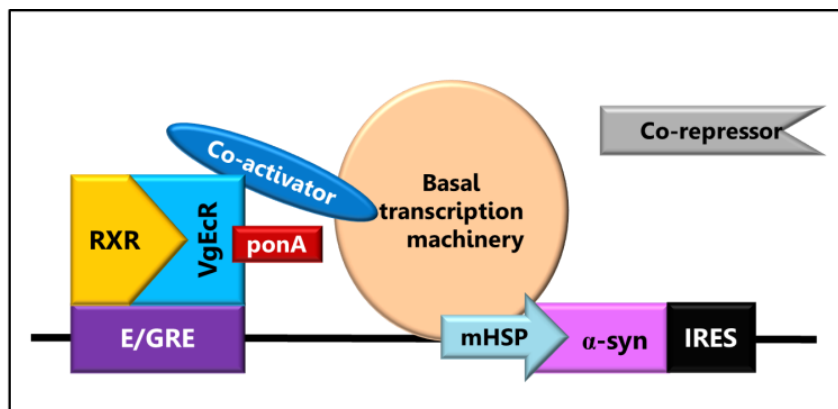 Co-activator
Co-repressor
Basal
transcription
machinery
RXR
VgEcR
ponA
E/GRE
mHSP
α-syn
IRES